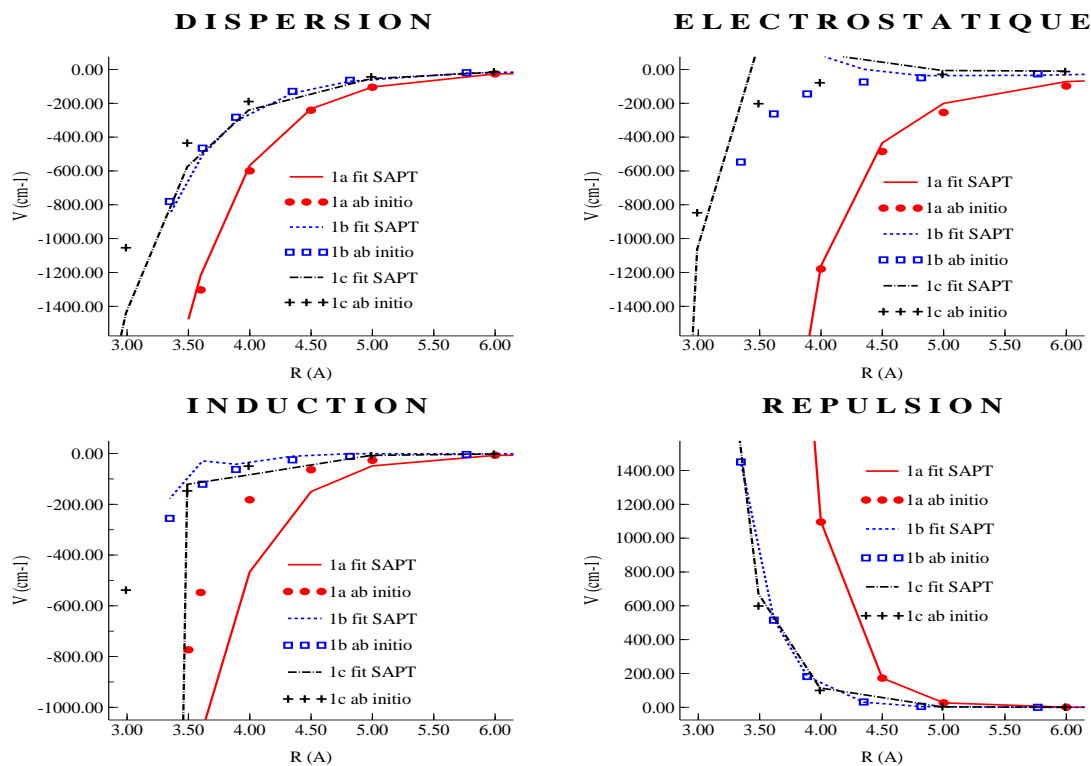 DISPERSION
0.00
-200.00
-400.00
-600.00
-800.00
-1000.00
-1200.00
-1400.00
V (cm-1)
1a fit SAPT
1a ab initio
1b fit SAPT
1b ab initio
1c fit SAPT
1c ab initio
3.00 3.50 4.00 4.50 5.00 5.50 6.00
R (A)
ELECTROSTATIQUE
0.00
-200.00
-400.00
-600.00
-800.00
-1000.00
-1200.00
-1400.00
V (cm-1)
1a fit SAPT
1a ab initio
1b fit SAPT
1b ab initio
1c fit SAPT
1c ab initio
3.00 3.50 4.00 4.50 5.00 5.50 6.00
R (A)
INDUCTION
0.00
-200.00
-400.00
-600.00
-800.00
-1000.00
V (cm-1)
1a fit SAPT
1a ab initio
1b fit SAPT
1b ab initio
1c fit SAPT
1c ab initio
3.00 3.50 4.00 4.50 5.00 5.50 6.00
R (A)
REPULSION
1400.00
1200.00
1000.00
800.00
600.00
400.00
200.00
0.00
V (cm-1)
1a fit SAPT
1a ab initio
1b fit SAPT
1b ab initio
1c fit SAPT
1c ab initio
3.00 3.50 4.00 4.50 5.00 5.50 6.00
R (A)